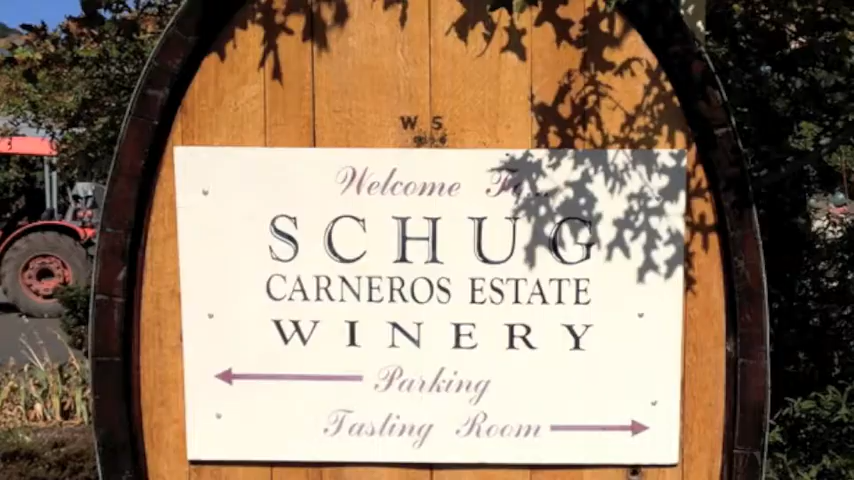 W 5
Welcome To...
SCHUG
CARNEROS ESTATE
WINERY
Parking
Tasting Room